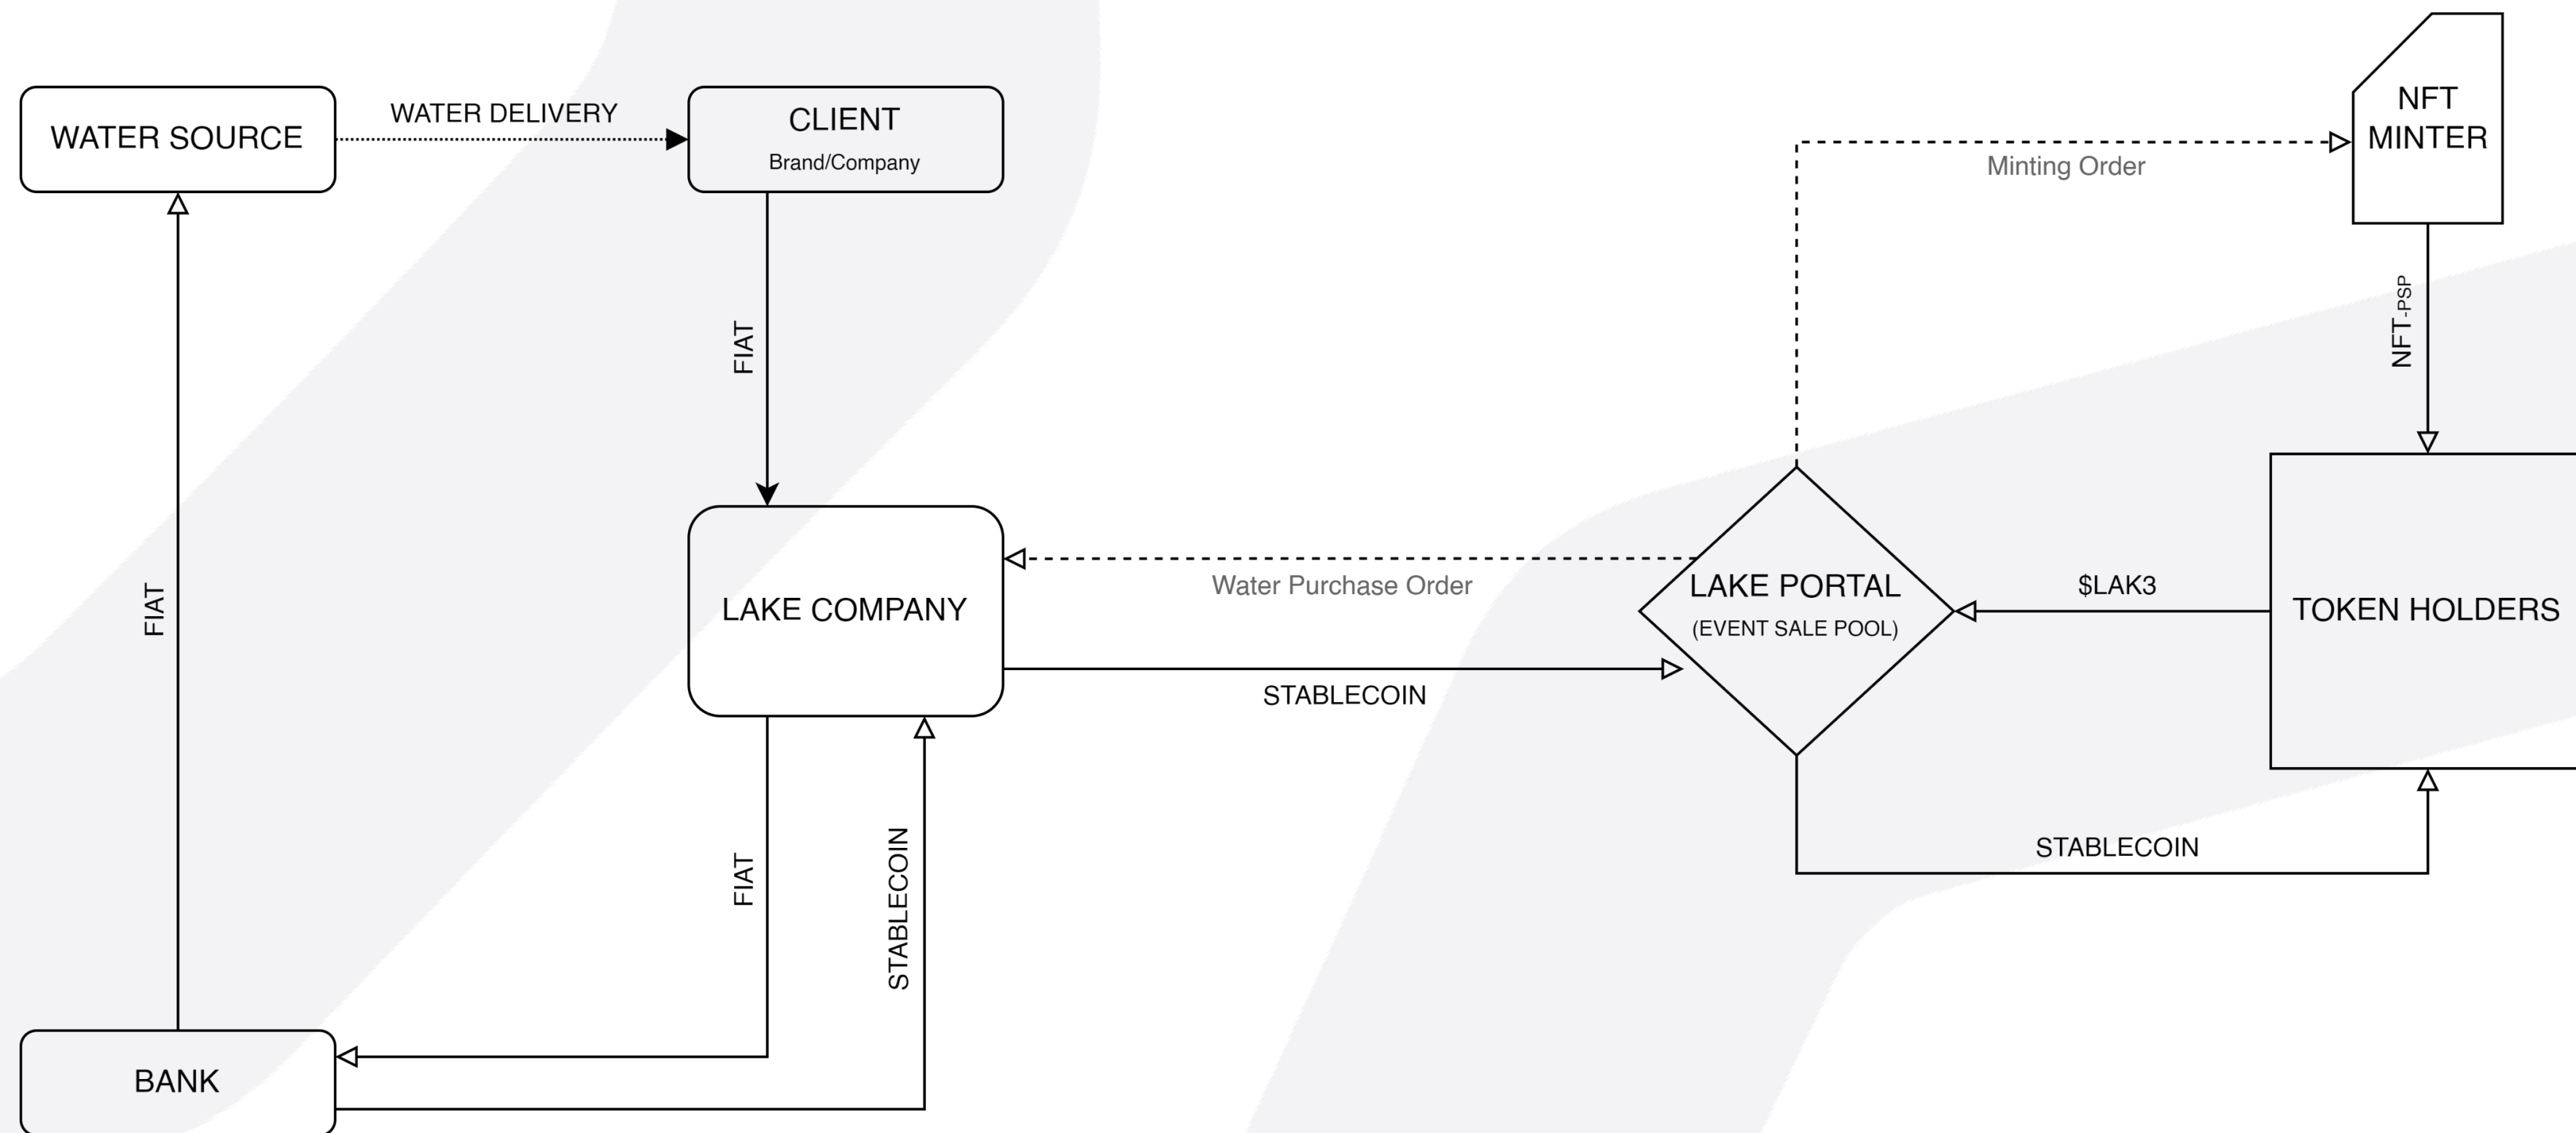 NFT
MINTER
WATER SOURCE
WATER DELIVERY
CLIENT
Brand/Company
Minting Order
FIAT
NFT-PSP
FIAT
LAKE COMPANY
Water Purchase Order
LAKE PORTAL
(EVENT SALE POOL)
$LAK3
TOKEN HOLDERS
STABLECOIN
FIAT
STABLECOIN
STABLECOIN
BANK